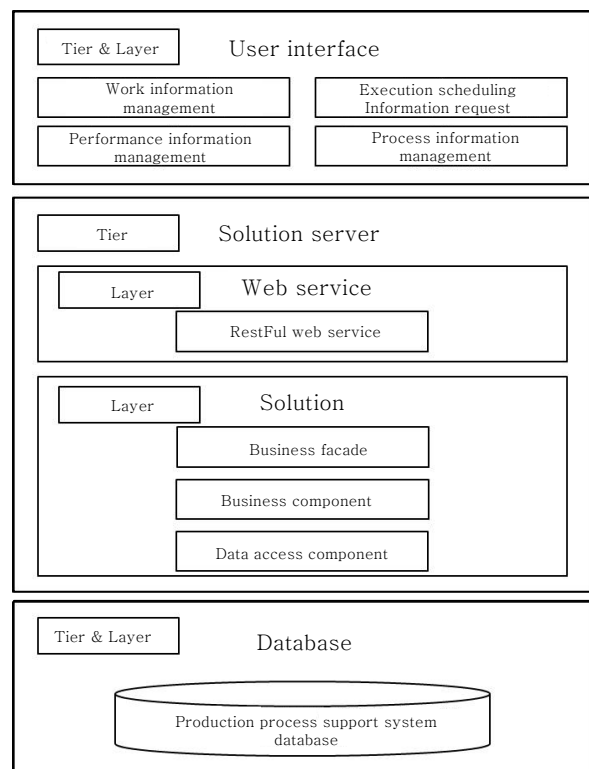 Tier & Layer
User interface
Work information
management
Execution scheduling
Information request
Performance information
management
Process information
management
Tier
Solution server
Layer
Web service
RestFul web service
Layer
Solution
Business facade
Business component
Data access component
Tier & Layer
Database
Production process support system
database